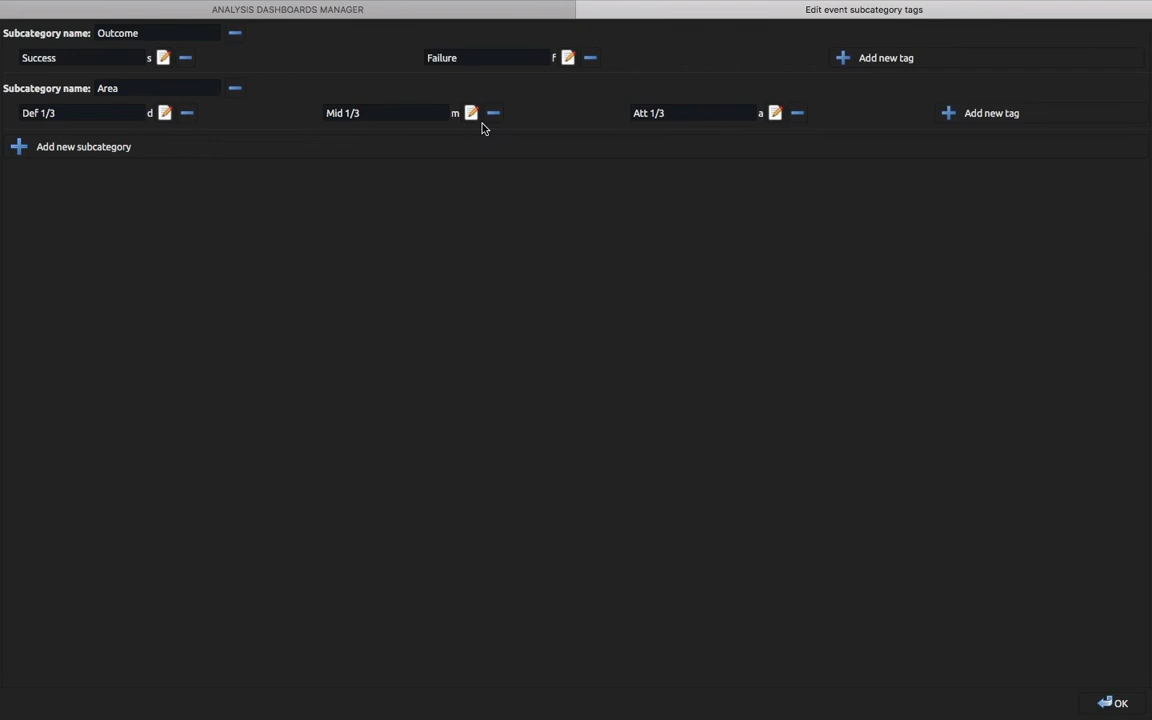 ANALYSIS DASHBOARDS MANAGER Edit event subcategory tags
Subcategory name: Outcome
Success s Failure f Add new tag
Subcategory name: Area
Def 1/3 d Mid 1/3 m Att 1/3 a Add new tag
Add new subcategory
OK